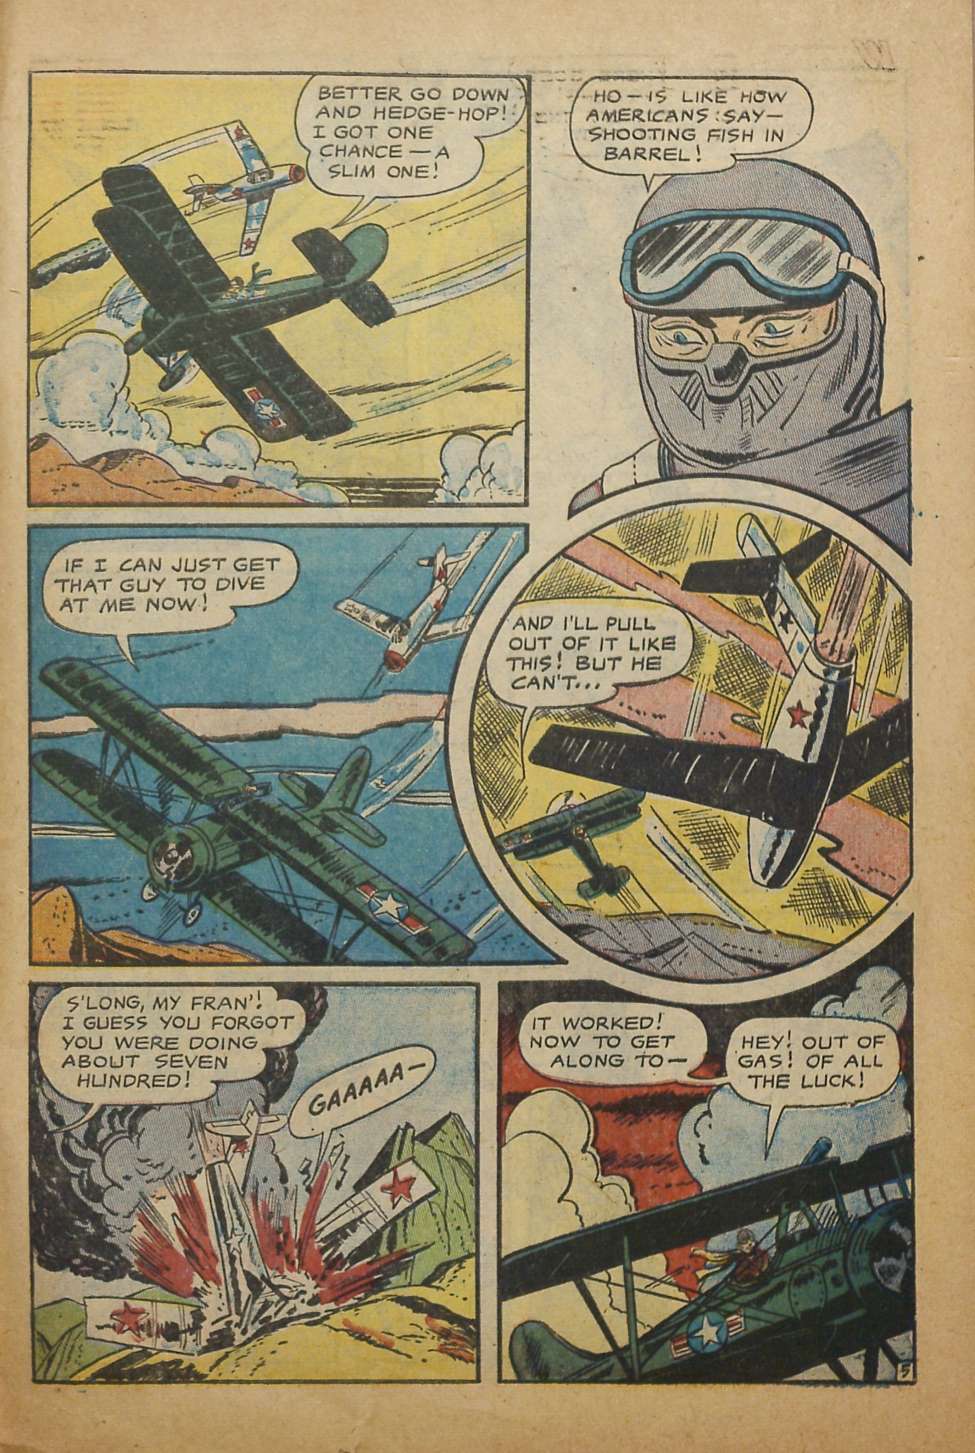 BETTER GO DOWN
AND HEDGE-HOP!
I GOT ONE
CHANCE — A
SLIM ONE!
HO — IS LIKE HOW
AMERICANS SAY —
SHOOTING FISH IN
BARREL!
IF I CAN JUST GET
THAT GUY TO DIVE
AT ME NOW!
AND I'LL PULL
OUT OF IT LIKE
THIS! BUT HE
CAN'T...
S'LONG, MY FRAN'!
I GUESS YOU FORGOT
YOU WERE DOING
ABOUT SEVEN
HUNDRED!
GAAAAA—
IT WORKED!
NOW TO GET
ALONG TO —
HEY! OUT OF
GAS! OF ALL
THE LUCK!
5